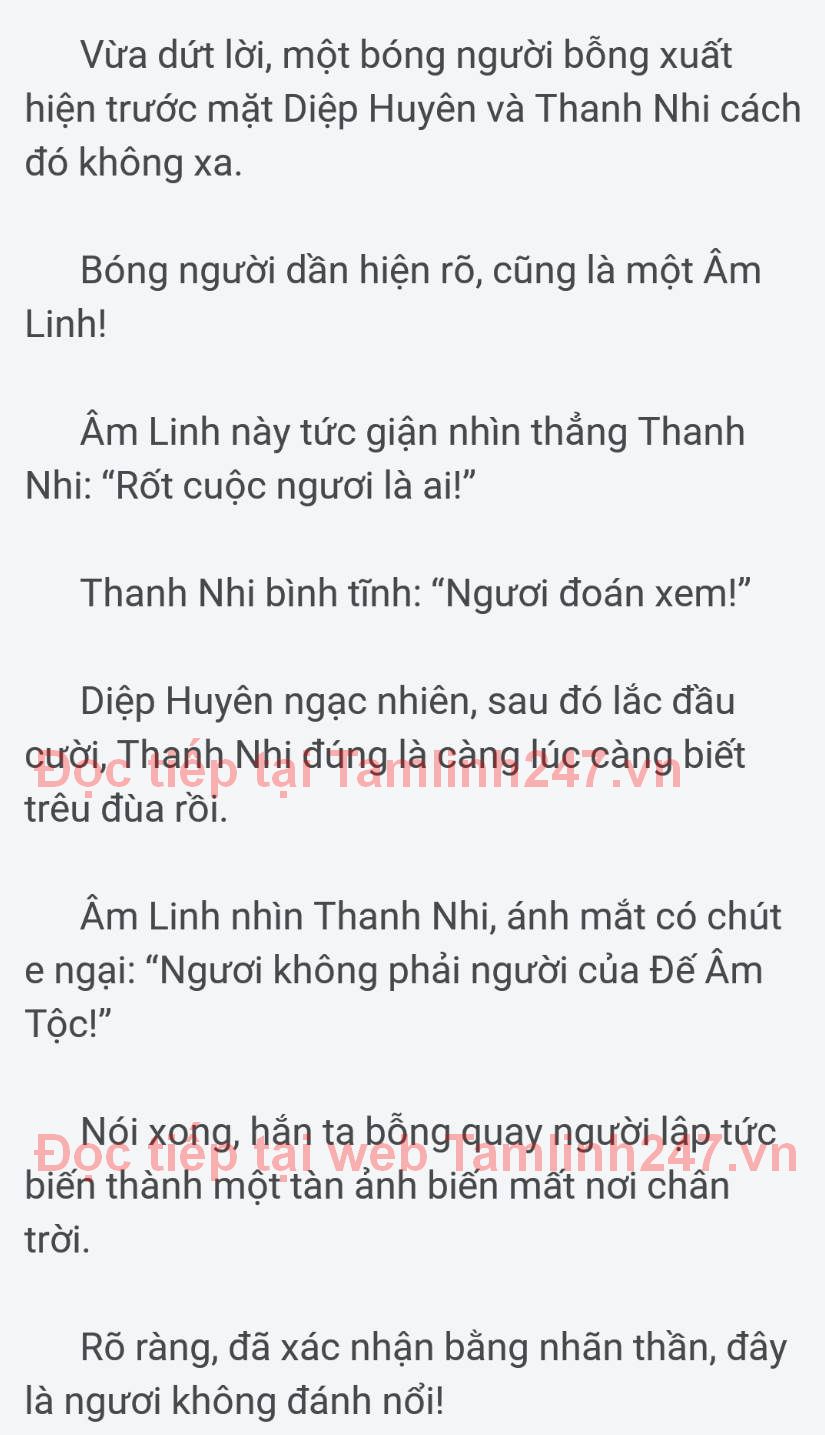 Vừa dứt lời, một bóng người bỗng xuất
hiện trước mặt Diệp Huyên và Thanh Nhi cách
đó không xa.
Bóng người dần hiện rõ, cũng là một Âm
Linh!
Âm Linh này tức giận nhìn thẳng Thanh
Nhi: “Rốt cuộc ngươi là ai!”
Thanh Nhi bình tĩnh: “Ngươi đoán xem!”
Diệp Huyên ngạc nhiên, sau đó lắc đầu
cười, Thanh Nhi đúng là càng lúc càng biết
Đọc tiếp tại Tamlinh247.vn
trêu đùa rồi.
Âm Linh nhìn Thanh Nhi, ánh mắt có chút
e ngại: “Ngươi không phải người của Đế Âm
Tộc!”
Nói xong, hắn ta bỗng quay người lập tức
Đọc tiếp tại web Tamlinh247.vn
biến thành một tàn ảnh biến mất nơi chân
trời.
Rõ ràng, đã xác nhận bằng nhãn thần, đây
là ngươi không đánh nổi!